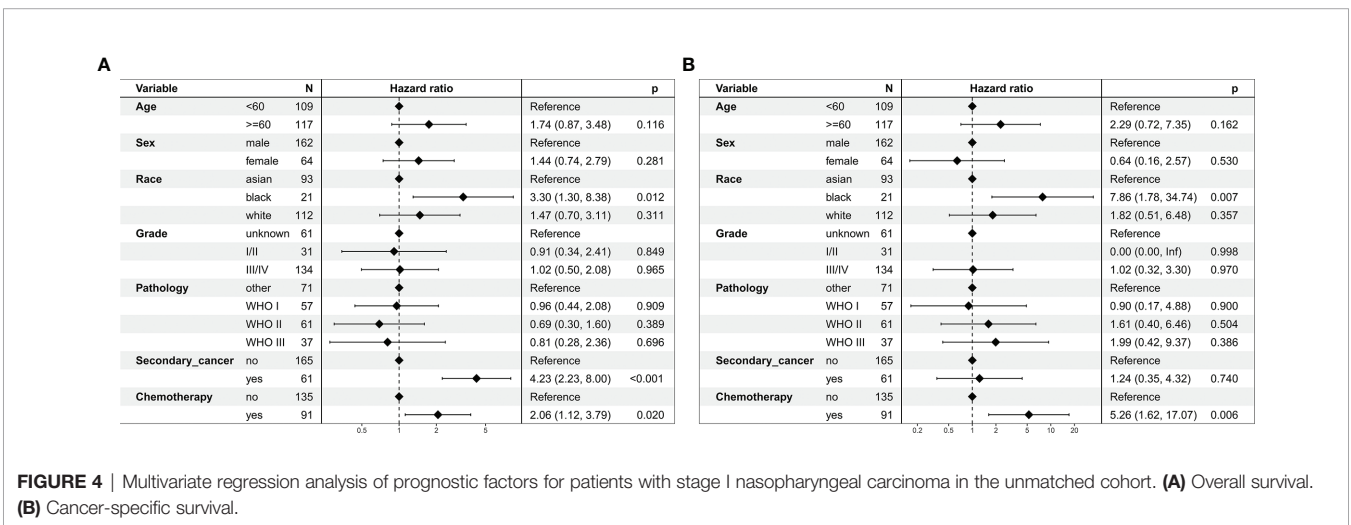 A
Variable N Hazard ratio p
Age <60 109 Reference
>=60 117 1.74 (0.87, 3.48) 0.116
Sex male 162 Reference
female 64 1.44 (0.74, 2.79) 0.281
Race asian 93 Reference
black 21 3.30 (1.30, 8.38) 0.012
white 112 1.47 (0.70, 3.11) 0.311
Grade unknown 61 Reference
I/II 31 0.91 (0.34, 2.41) 0.849
III/IV 134 1.02 (0.50, 2.08) 0.965
Pathology other 71 Reference
WHO I 57 0.96 (0.44, 2.08) 0.909
WHO II 61 0.69 (0.30, 1.60) 0.389
WHO III 37 0.81 (0.28, 2.36) 0.696
Secondary_cancer no 165 Reference
yes 61 4.23 (2.23, 8.00) <0.001
Chemotherapy no 135 Reference
yes 91 2.06 (1.12, 3.79) 0.020
0.5 1 2 5
B
Variable N Hazard ratio p
Age <60 109 Reference
>=60 117 2.29 (0.72, 7.35) 0.162
Sex male 162 Reference
female 64 0.64 (0.16, 2.57) 0.530
Race asian 93 Reference
black 21 7.86 (1.78, 34.74) 0.007
white 112 1.82 (0.51, 6.48) 0.357
Grade unknown 61 Reference
I/II 31 0.00 (0.00, Inf) 0.998
III/IV 134 1.02 (0.32, 3.30) 0.970
Pathology other 71 Reference
WHO I 57 0.90 (0.17, 4.88) 0.900
WHO II 61 1.61 (0.40, 6.46) 0.504
WHO III 37 1.99 (0.42, 9.37) 0.386
Secondary_cancer no 165 Reference
yes 61 1.24 (0.35, 4.32) 0.740
Chemotherapy no 135 Reference
yes 91 5.26 (1.62, 17.07) 0.006
0.2 0.5 1 2 5 10 20
FIGURE 4 | Multivariate regression analysis of prognostic factors for patients with stage I nasopharyngeal carcinoma in the unmatched cohort. (A) Overall survival.
(B) Cancer-specific survival.